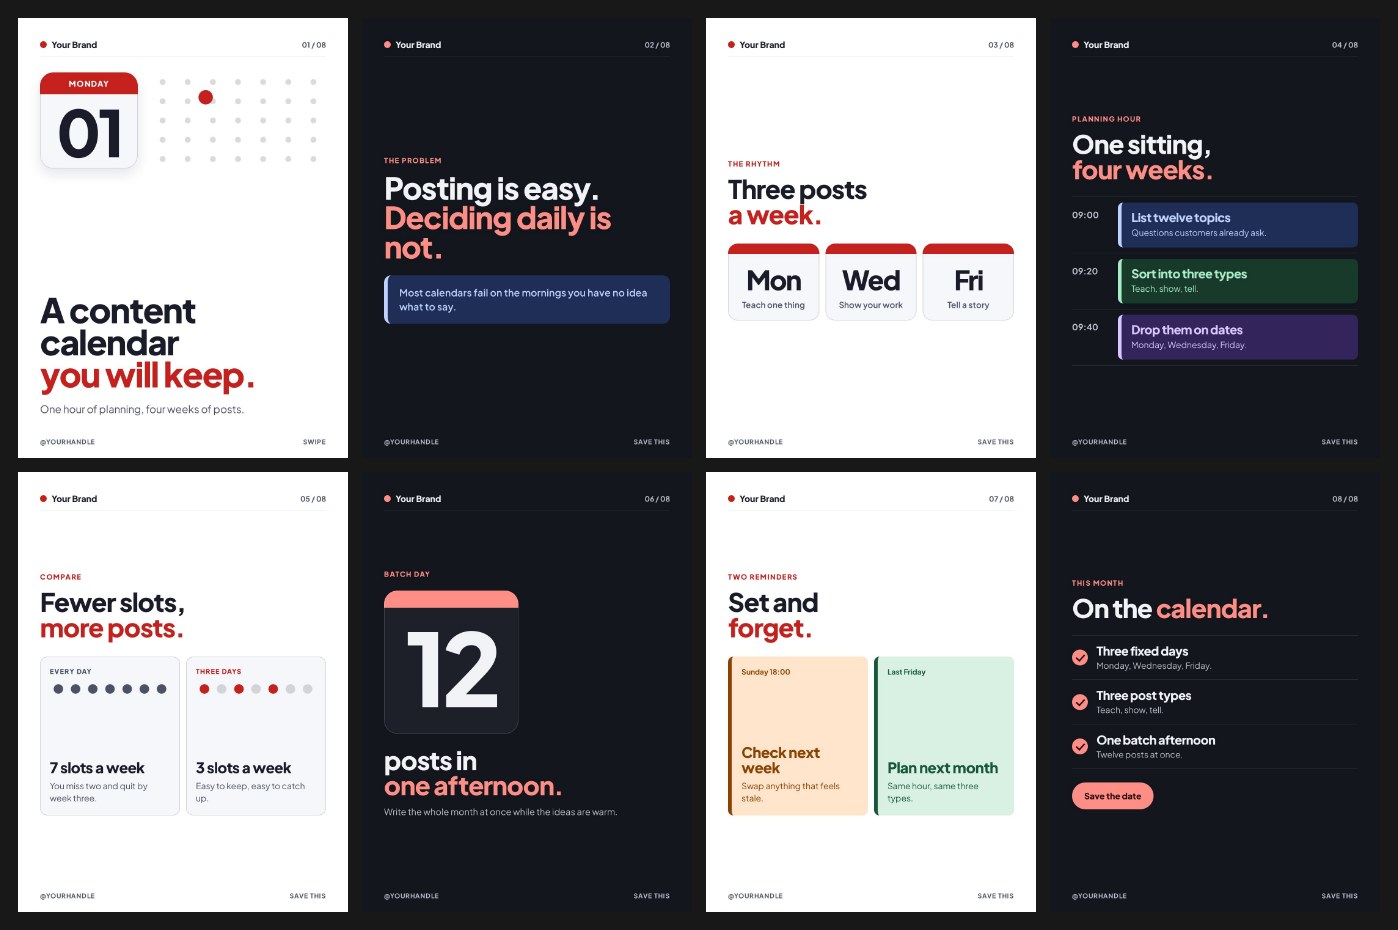 Your Brand
01 / 08
MONDAY
01
A content
calendar
you will keep.
One hour of planning, four weeks of posts.
@YOURHANDLE
SWIPE
Your Brand
02 / 08
THE PROBLEM
Posting is easy.
Deciding daily is
not.
Most calendars fail on the mornings you have no idea
what to say.
@YOURHANDLE
SAVE THIS
Your Brand
03 / 08
THE RHYTHM
Three posts
a week.
Mon
Teach one thing
Wed
Show your work
Fri
Tell a story
@YOURHANDLE
SAVE THIS
Your Brand
04 / 08
PLANNING HOUR
One sitting,
four weeks.
09:00
List twelve topics
Questions customers already ask.
09:20
Sort into three types
Teach, show, tell.
09:40
Drop them on dates
Monday, Wednesday, Friday.
@YOURHANDLE
SAVE THIS
Your Brand
05 / 08
COMPARE
Fewer slots,
more posts.
EVERY DAY
7 slots a week
You miss two and quit by
week three.
THREE DAYS
3 slots a week
Easy to keep, easy to catch
up.
@YOURHANDLE
SAVE THIS
Your Brand
06 / 08
BATCH DAY
12
posts in
one afternoon.
Write the whole month at once while the ideas are warm.
@YOURHANDLE
SAVE THIS
Your Brand
07 / 08
TWO REMINDERS
Set and
forget.
Sunday 18:00
Check next
week
Swap anything that feels
stale.
Last Friday
Plan next month
Same hour, same three
types.
@YOURHANDLE
SAVE THIS
Your Brand
08 / 08
THIS MONTH
On the calendar.
Three fixed days
Monday, Wednesday, Friday.
Three post types
Teach, show, tell.
One batch afternoon
Twelve posts at once.
Save the date
@YOURHANDLE
SAVE THIS